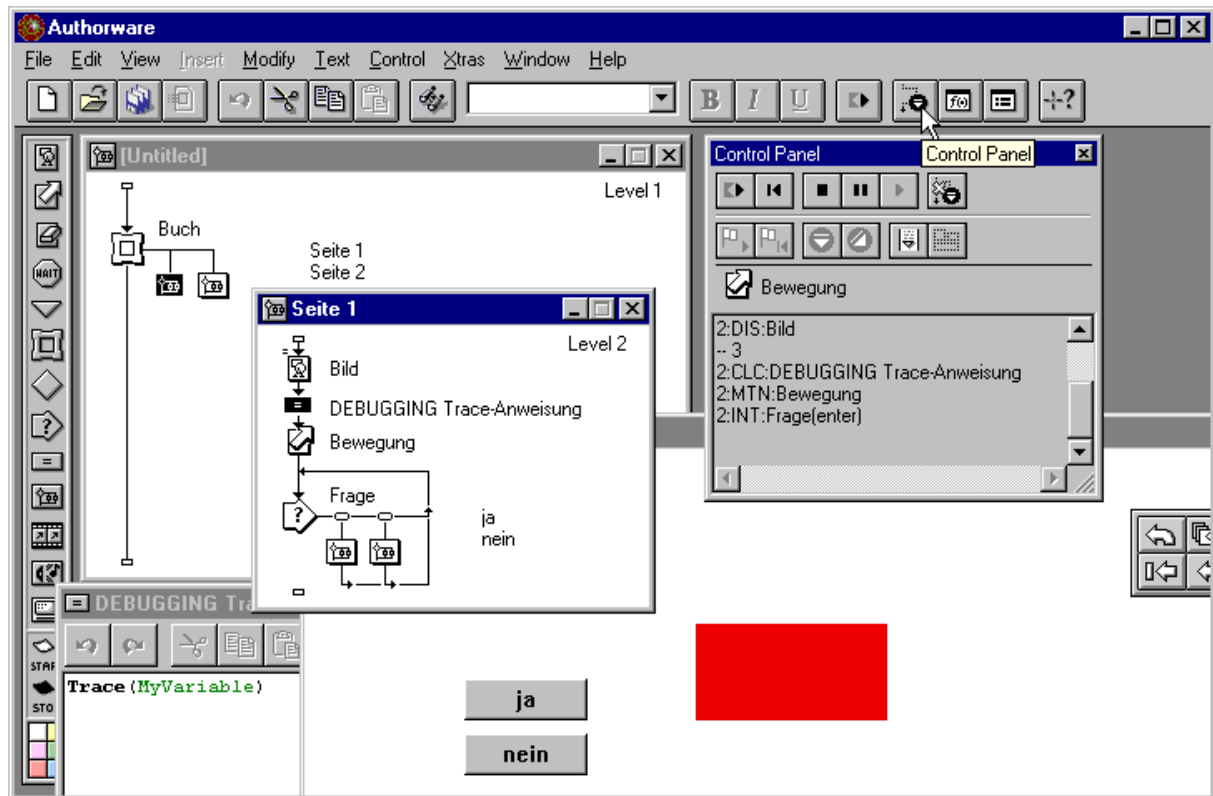 Authorware
File Edit View Insert Modify Text Control Xtras Window Help
B I U f(x) ?
[Untitled]
Level 1
Buch
Seite 1
Seite 2
Control Panel
Control Panel
Bewegung
2:DIS:Bild
-- 3
2:CLC:DEBUGGING Trace-Anweisung
2:MTN:Bewegung
2:INT:Frage(enter)
Seite 1
Level 2
Bild
= DEBUGGING Trace-Anweisung
Bewegung
Frage
?
ja
nein
WAIT
?
=
STAR
STO
= DEBUGGING Tra
Trace(MyVariable)
ja
nein